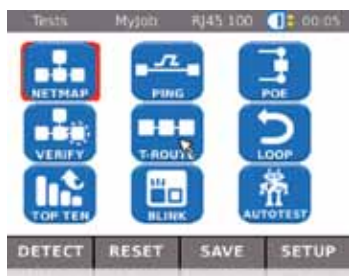 Tests MyJob RJ45 100 00:05
NETMAP PING POE
VERIFY T-ROUTE LOOP
TOP TEN BLINK AUTOTEST
DETECT RESET SAVE SETUP